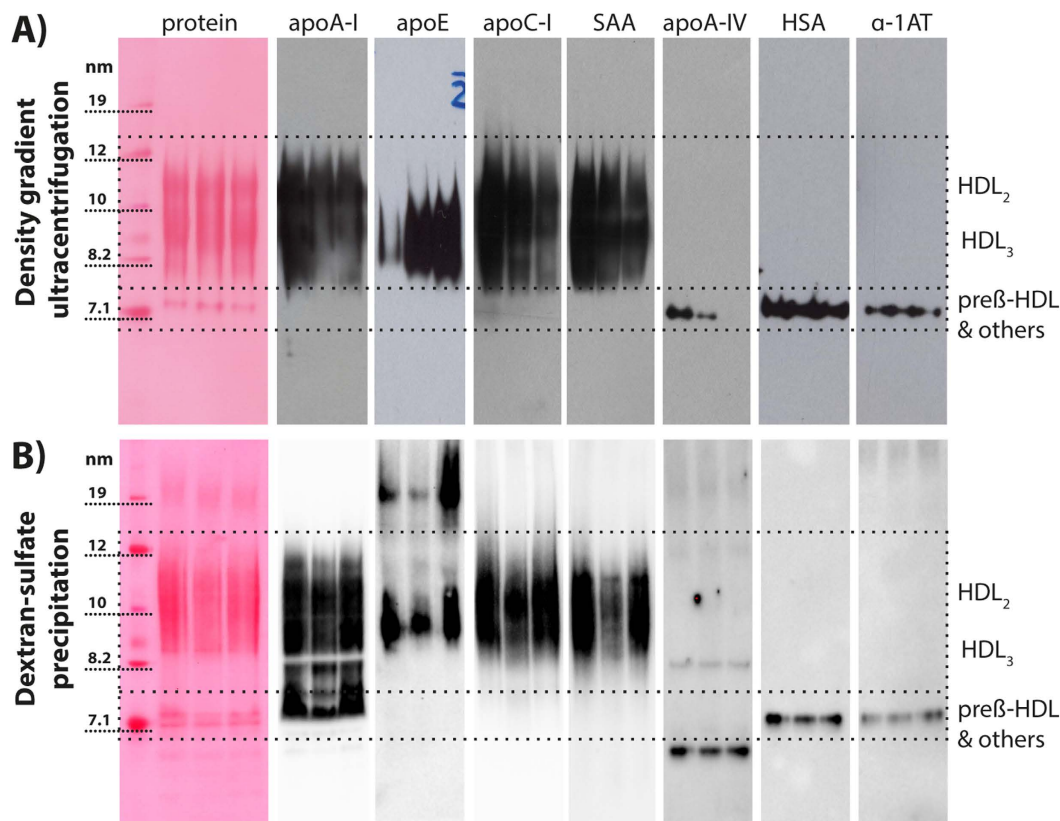 A)
protein apoA-I apoE apoC-I SAA apoA-IV HSA α-1AT
nm
19
12
10
8.2
7.1
Density gradient
ultracentrifugation
2
HDL2
HDL3
preß-HDL
& others
B)
nm
19
12
10
8.2
7.1
Dextran-sulfate
precipitation
HDL2
HDL3
preß-HDL
& others